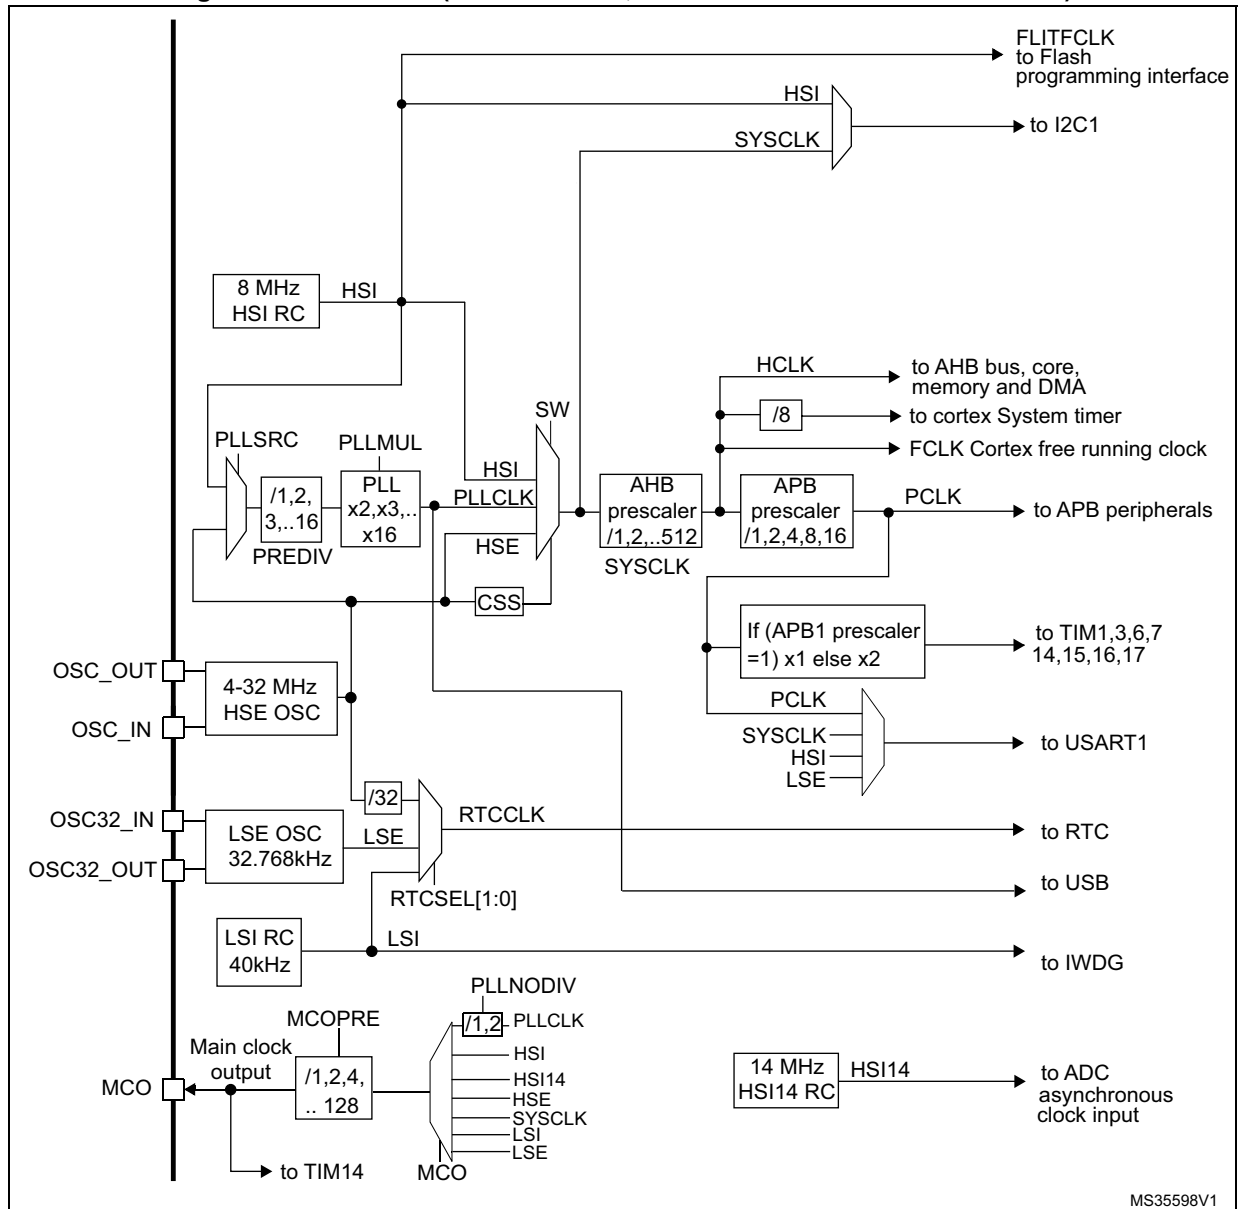 FLITFCLK
to Flash
programming interface
HSI
to I2C1
SYSCLK
8 MHz
HSI RC
HSI
HCLK
to AHB bus, core,
memory and DMA
/8
to cortex System timer
FCLK Cortex free running clock
SW
PLLSRC
PLLMUL
HSI
PLLCLK
HSE
/1,2,
3,..16
PREDIV
PLL
x2,x3,..
x16
AHB
prescaler
/1,2,..512
SYSCLK
APB
prescaler
/1,2,4,8,16
PCLK
to APB peripherals
CSS
If (APB1 prescaler
=1) x1 else x2
to TIM1,3,6,7
14,15,16,17
OSC_OUT
OSC_IN
4-32 MHz
HSE OSC
PCLK
SYSCLK
HSI
LSE
to USART1
/32
OSC32_IN
OSC32_OUT
LSE OSC
32.768kHz
LSE
RTCCLK
to RTC
RTCSEL[1:0]
to USB
LSI RC
40kHz
LSI
to IWDG
PLLNODIV
/1,2
PLLCLK
MCOPRE
Main clock
output
MCO
/1,2,4,
.. 128
HSI
HSI14
HSE
SYSCLK
LSI
LSE
MCO
to TIM14
14 MHz
HSI14 RC
HSI14
to ADC
asynchronous
clock input
MS35598V1